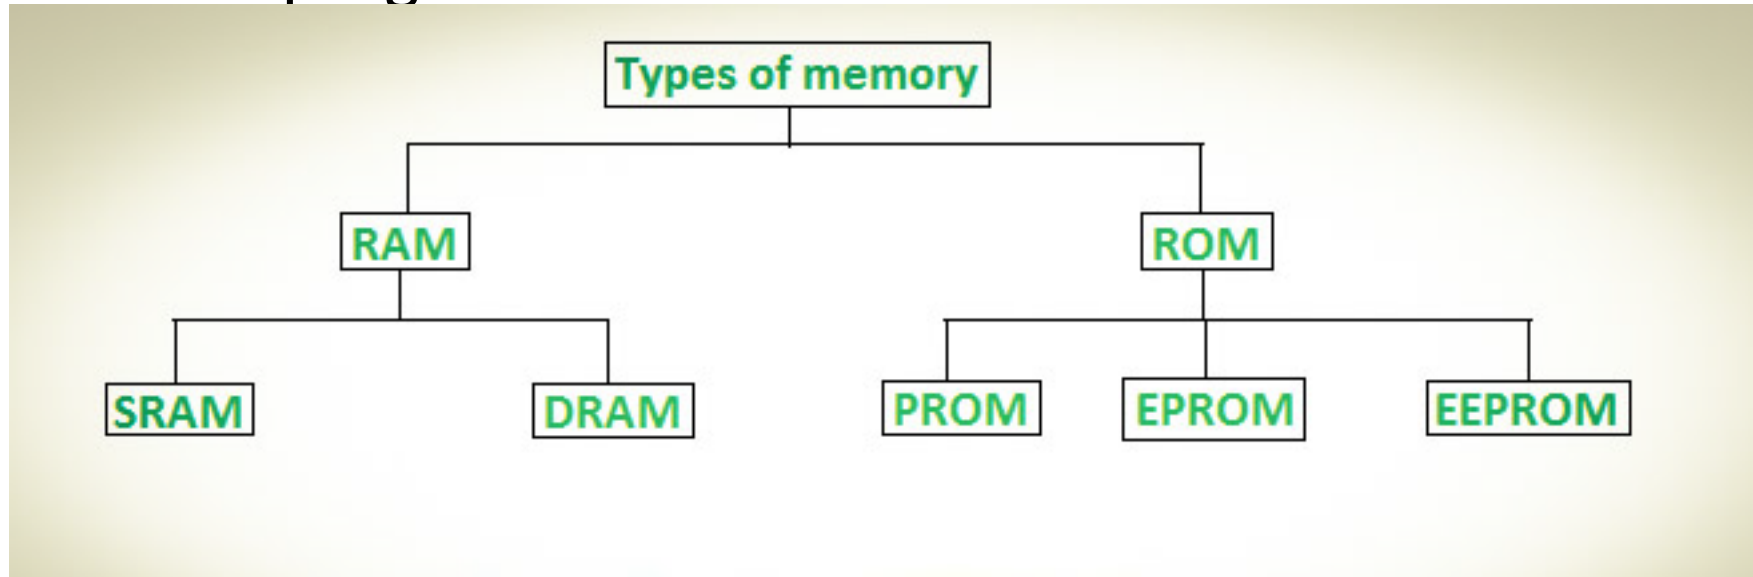 Types of memory
RAM
ROM
SRAM
DRAM
PROM
EPROM
EEPROM